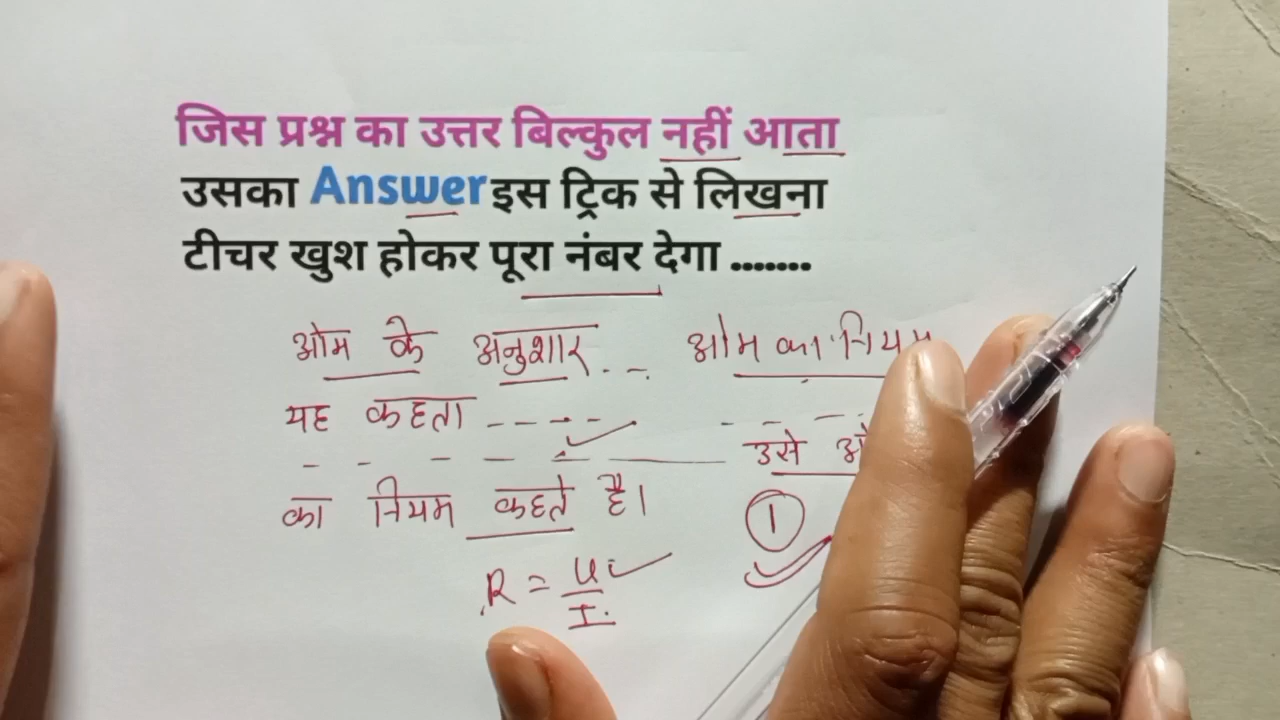 जिस प्रश्न का उत्तर बिल्कुल नहीं आता
उसका Answer इस ट्रिक से लिखना
टीचर खुश होकर पूरा नंबर देगा .......
ओम के अनुशार... ओम का नियम
यह कहता ----- ---
----- उसे
का नियम कहते है। 1
R = U/I